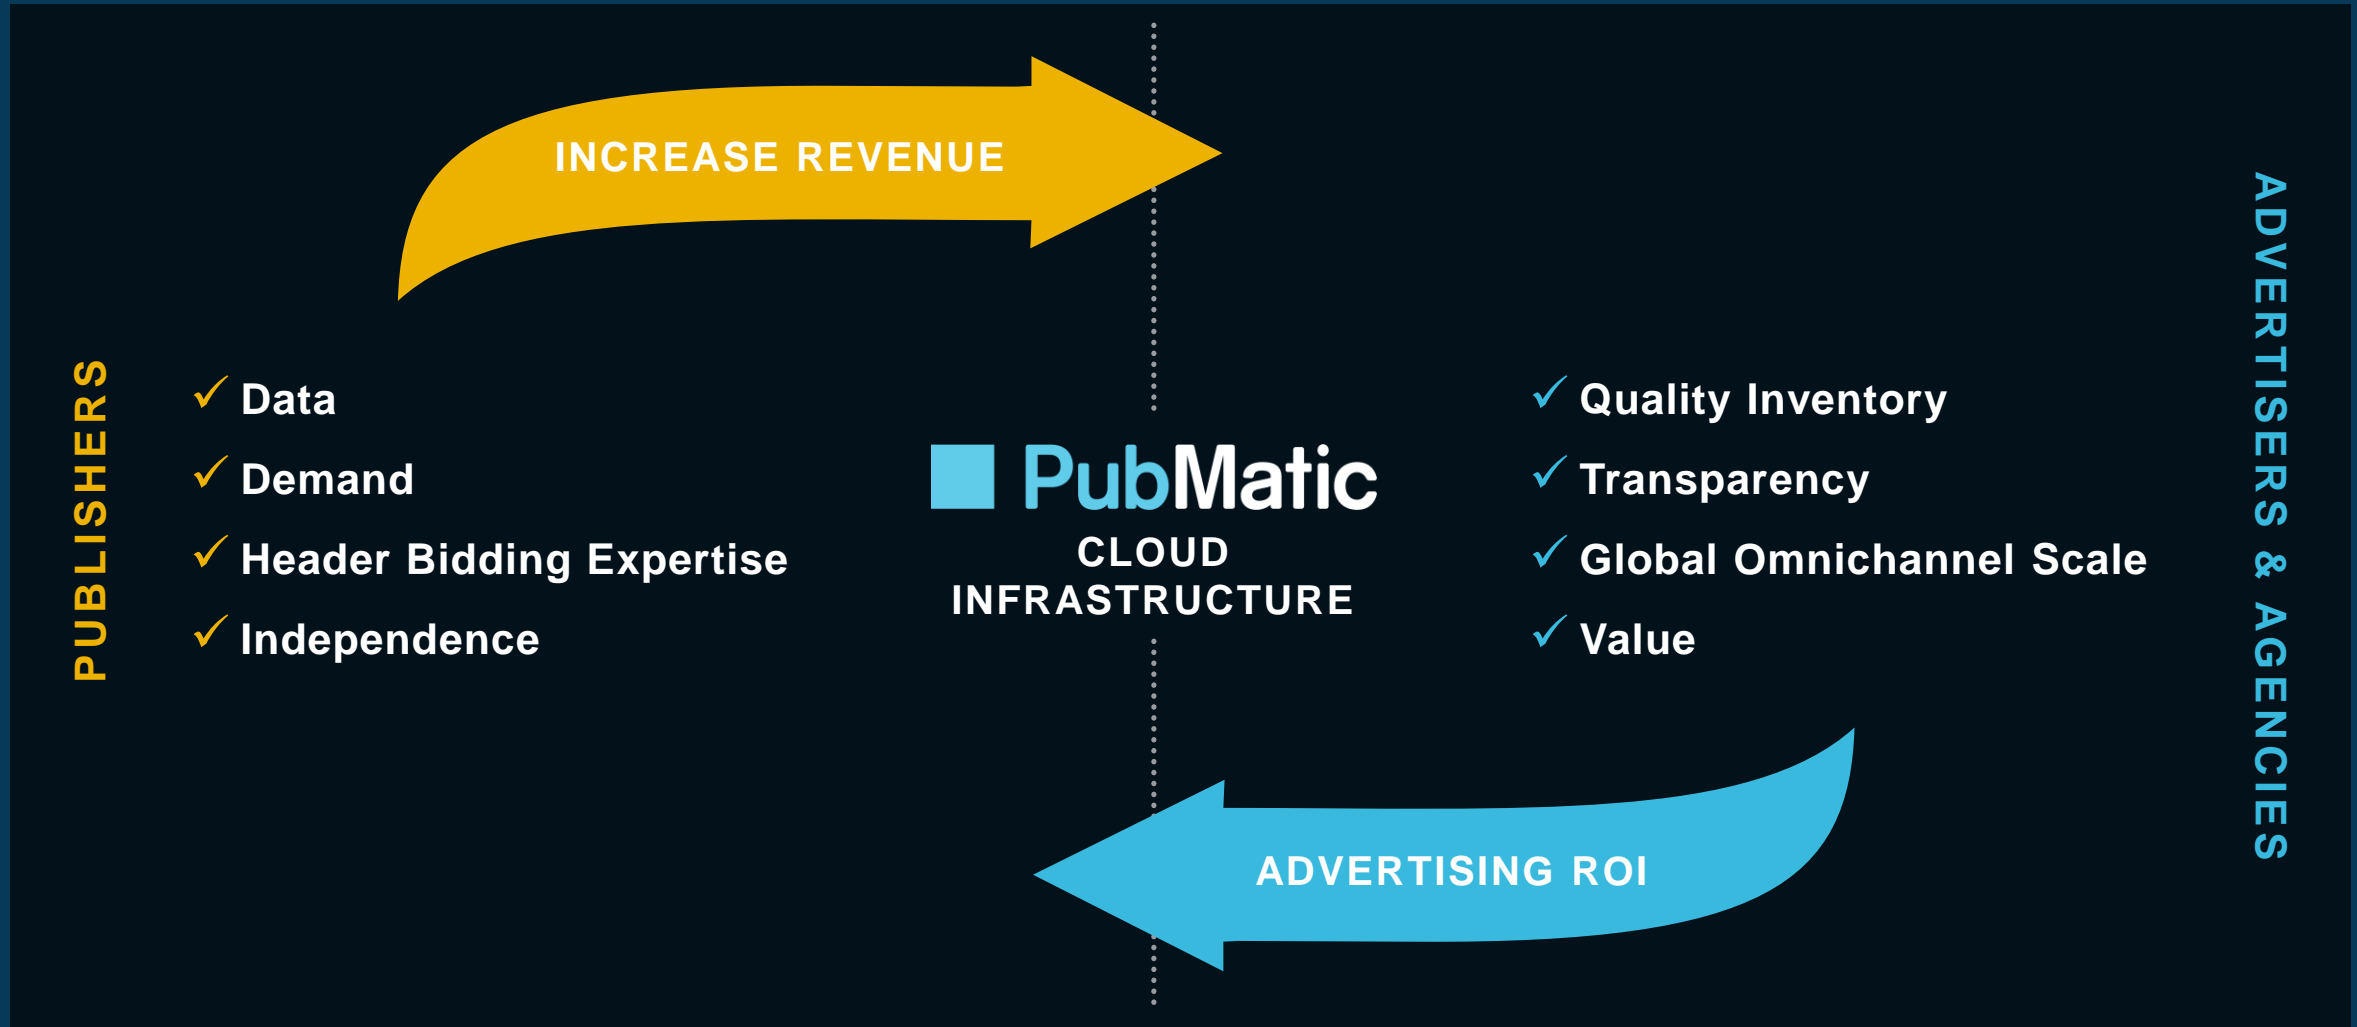 INCREASE REVENUE
PUBLISHERS
Data
Demand
Header Bidding Expertise
Independence
PubMatic
CLOUD
INFRASTRUCTURE
Quality Inventory
Transparency
Global Omnichannel Scale
Value
ADVERTISERS & AGENCIES
ADVERTISING ROI